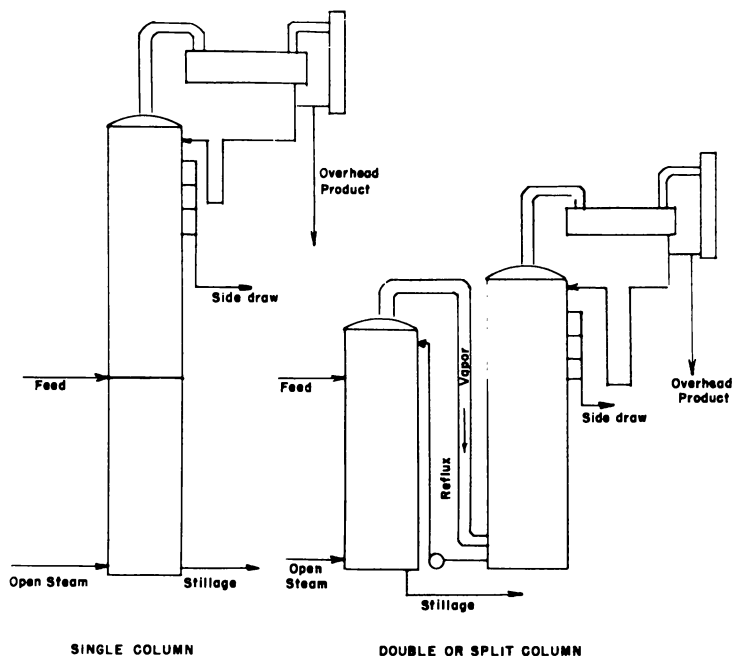 Overhead
Product
Side draw
Feed
Open Steam
Stillage
SINGLE COLUMN
Vapor
Reflux
Feed
Open
Steam
Stillage
Side draw
Overhead
Product
DOUBLE OR SPLIT COLUMN